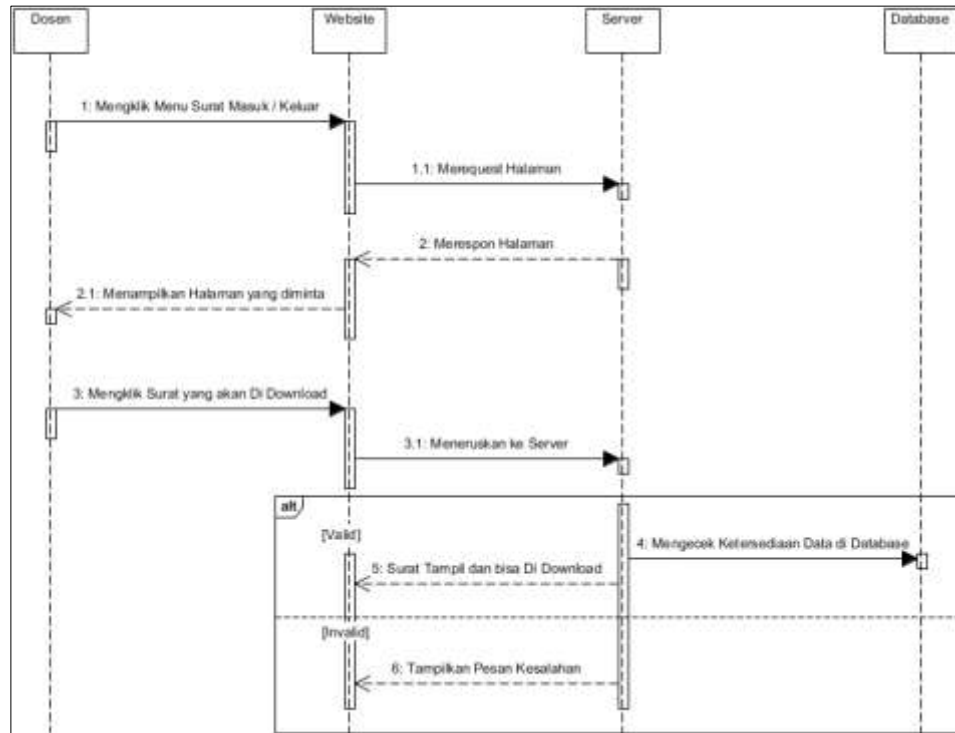 Dosen
Website
Server
Database
1: Mengklik Menu Surat Masuk / Keluar
1.1: Merequest Halaman
2: Merespon Halaman
2.1: Menampilkan Halaman yang diminta
3: Mengklik Surat yang akan Di Download
3.1: Meneruskan ke Server
alt
[Valid]
4: Mengecek Ketersediaan Data di Database
5: Surat Tampil dan bisa Di Download
[Invalid]
6: Tampilkan Pesan Kesalahan